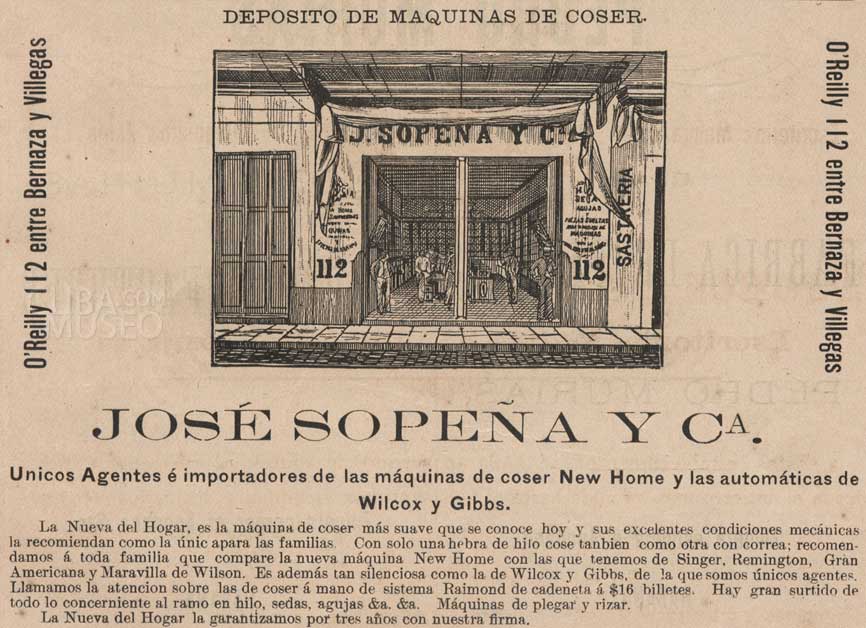 DEPOSITO DE MAQUINAS DE COSER.
O'Reilly 112 entre Bernaza y Villegas
J. SOPEÑA Y Cª
SEDA
AGUJAS
Y
PIEZAS SUELTAS
MAQUINAS
SASTRERIA
112
112
O'Reilly 112 entre Bernaza y Villegas
CUBA.COM
MUSEO
JOSÉ SOPEÑA Y CA.
Unicos Agentes é importadores de las máquinas de coser New Home y las automáticas de
Wilcox y Gibbs.
La Nueva del Hogar, es la máquina de coser más suave que se conoce hoy y sus excelentes condiciones mecánicas
la recomiendan como la únic apara las familias. Con solo una hebra de hilo cose tanbien como otra con correa; recomen-
damos á toda familia que compare la nueva máquina New Home con las que tenemos de Singer, Remington, Gran
Americana y Maravilla de Wilson. Es además tan silenciosa como la de Wilcox y Gibbs, de la que somos únicos agentes.
Llamamos la atencion sobre las de coser á mano de sistema Raimond de cadeneta á $16 billetes. Hay gran surtido de
todo lo concerniente al ramo en hilo, sedas, agujas &a. &a. Máquinas de plegar y rizar.
La Nueva del Hogar la garantizamos por tres años con nuestra firma.